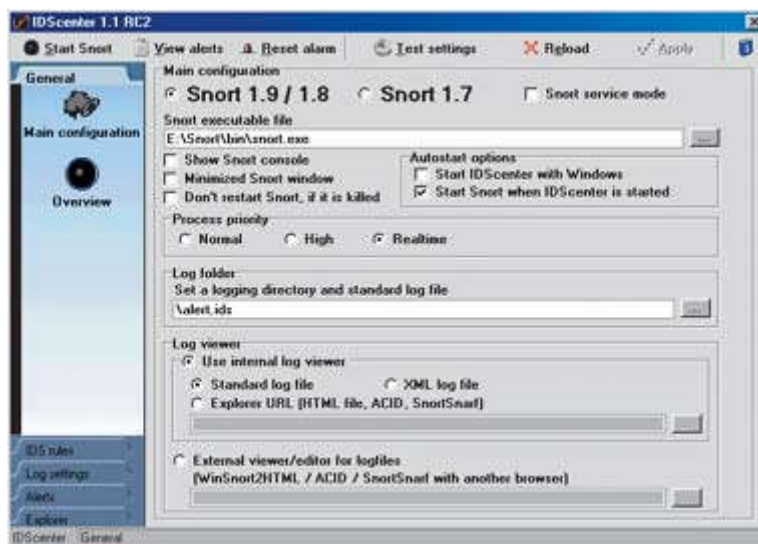 IDScenter 1.1 RC2
Start Snort View alerts Reset alarm Test settings Reload Apply
General
Main configuration
Overview
IDS rules
Log settings
Alerts
Explorer
Main configuration
Snort 1.9 / 1.8 Snort 1.7 Snort service mode
Snort executable file
E:\Snort\bin\snort.exe
...
Show Snort console
Minimized Snort window
Don't restart Snort, if it is killed
Autostart options
Start IDScenter with Windows
Start Snort when IDScenter is started
Process priority
Normal High Realtime
Log folder
Set a logging directory and standard log file
\alert.ids
...
Log viewer
Use internal log viewer
Standard log file XML log file
Explorer URL (HTML file, ACID, SnortSnarf)
...
External viewer/editor for logfiles
(WinSnort2HTML / ACID / SnortSnarf with another browser)
...
IDScenter General